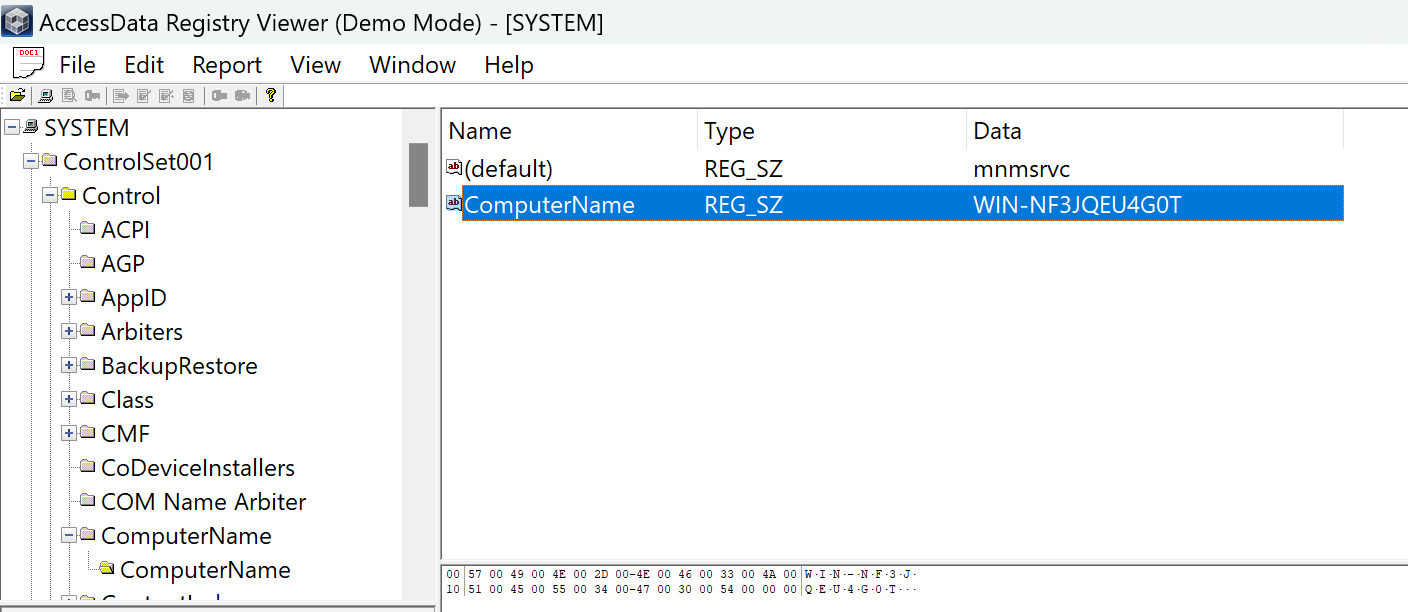 AccessData Registry Viewer (Demo Mode) - [SYSTEM]
DOE1
File Edit Report View Window Help
?
SYSTEM
ControlSet001
Control
ACPI
AGP
AppID
Arbiters
BackupRestore
Class
CMF
CoDeviceInstallers
COM Name Arbiter
ComputerName
ComputerName
Name Type Data
ab (default) REG_SZ mnmsrvc
ab ComputerName REG_SZ WIN-NF3JQEU4G0T
00 57 00 49 00 4E 00 2D 00-4E 00 46 00 33 00 4A 00 W·I·N·-·N·F·3·J·
10 51 00 45 00 55 00 34 00-47 00 30 00 54 00 00 00 Q·E·U·4·G·0·T···